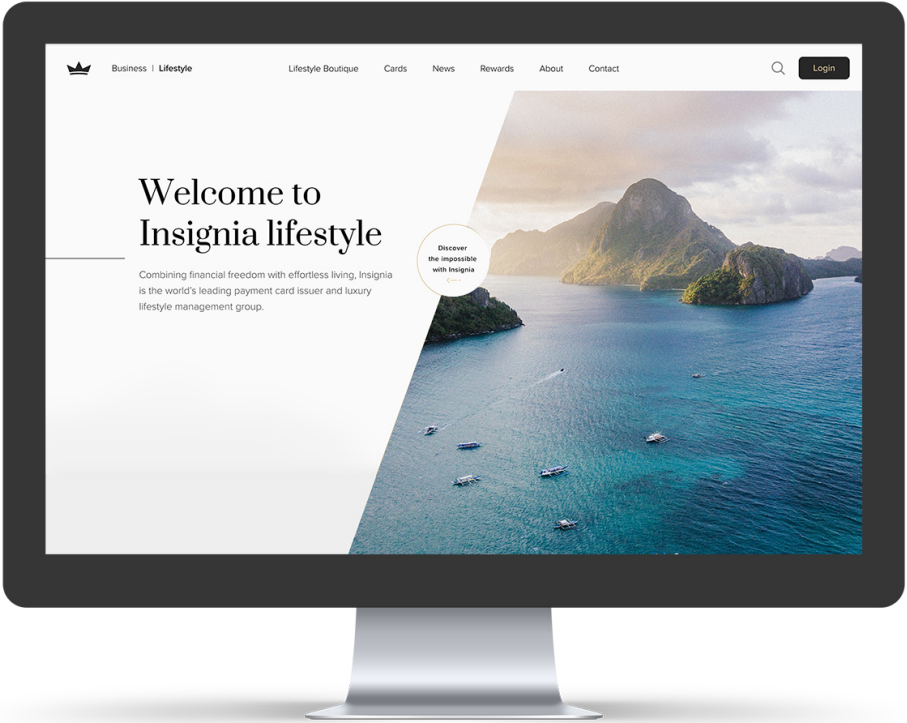 Business | Lifestyle
Lifestyle Boutique Cards News Rewards About Contact
Login
Welcome to
Insignia lifestyle
Combining financial freedom with effortless living, Insignia
is the world's leading payment card issuer and luxury
lifestyle management group.
Discover
the impossible
with Insignia